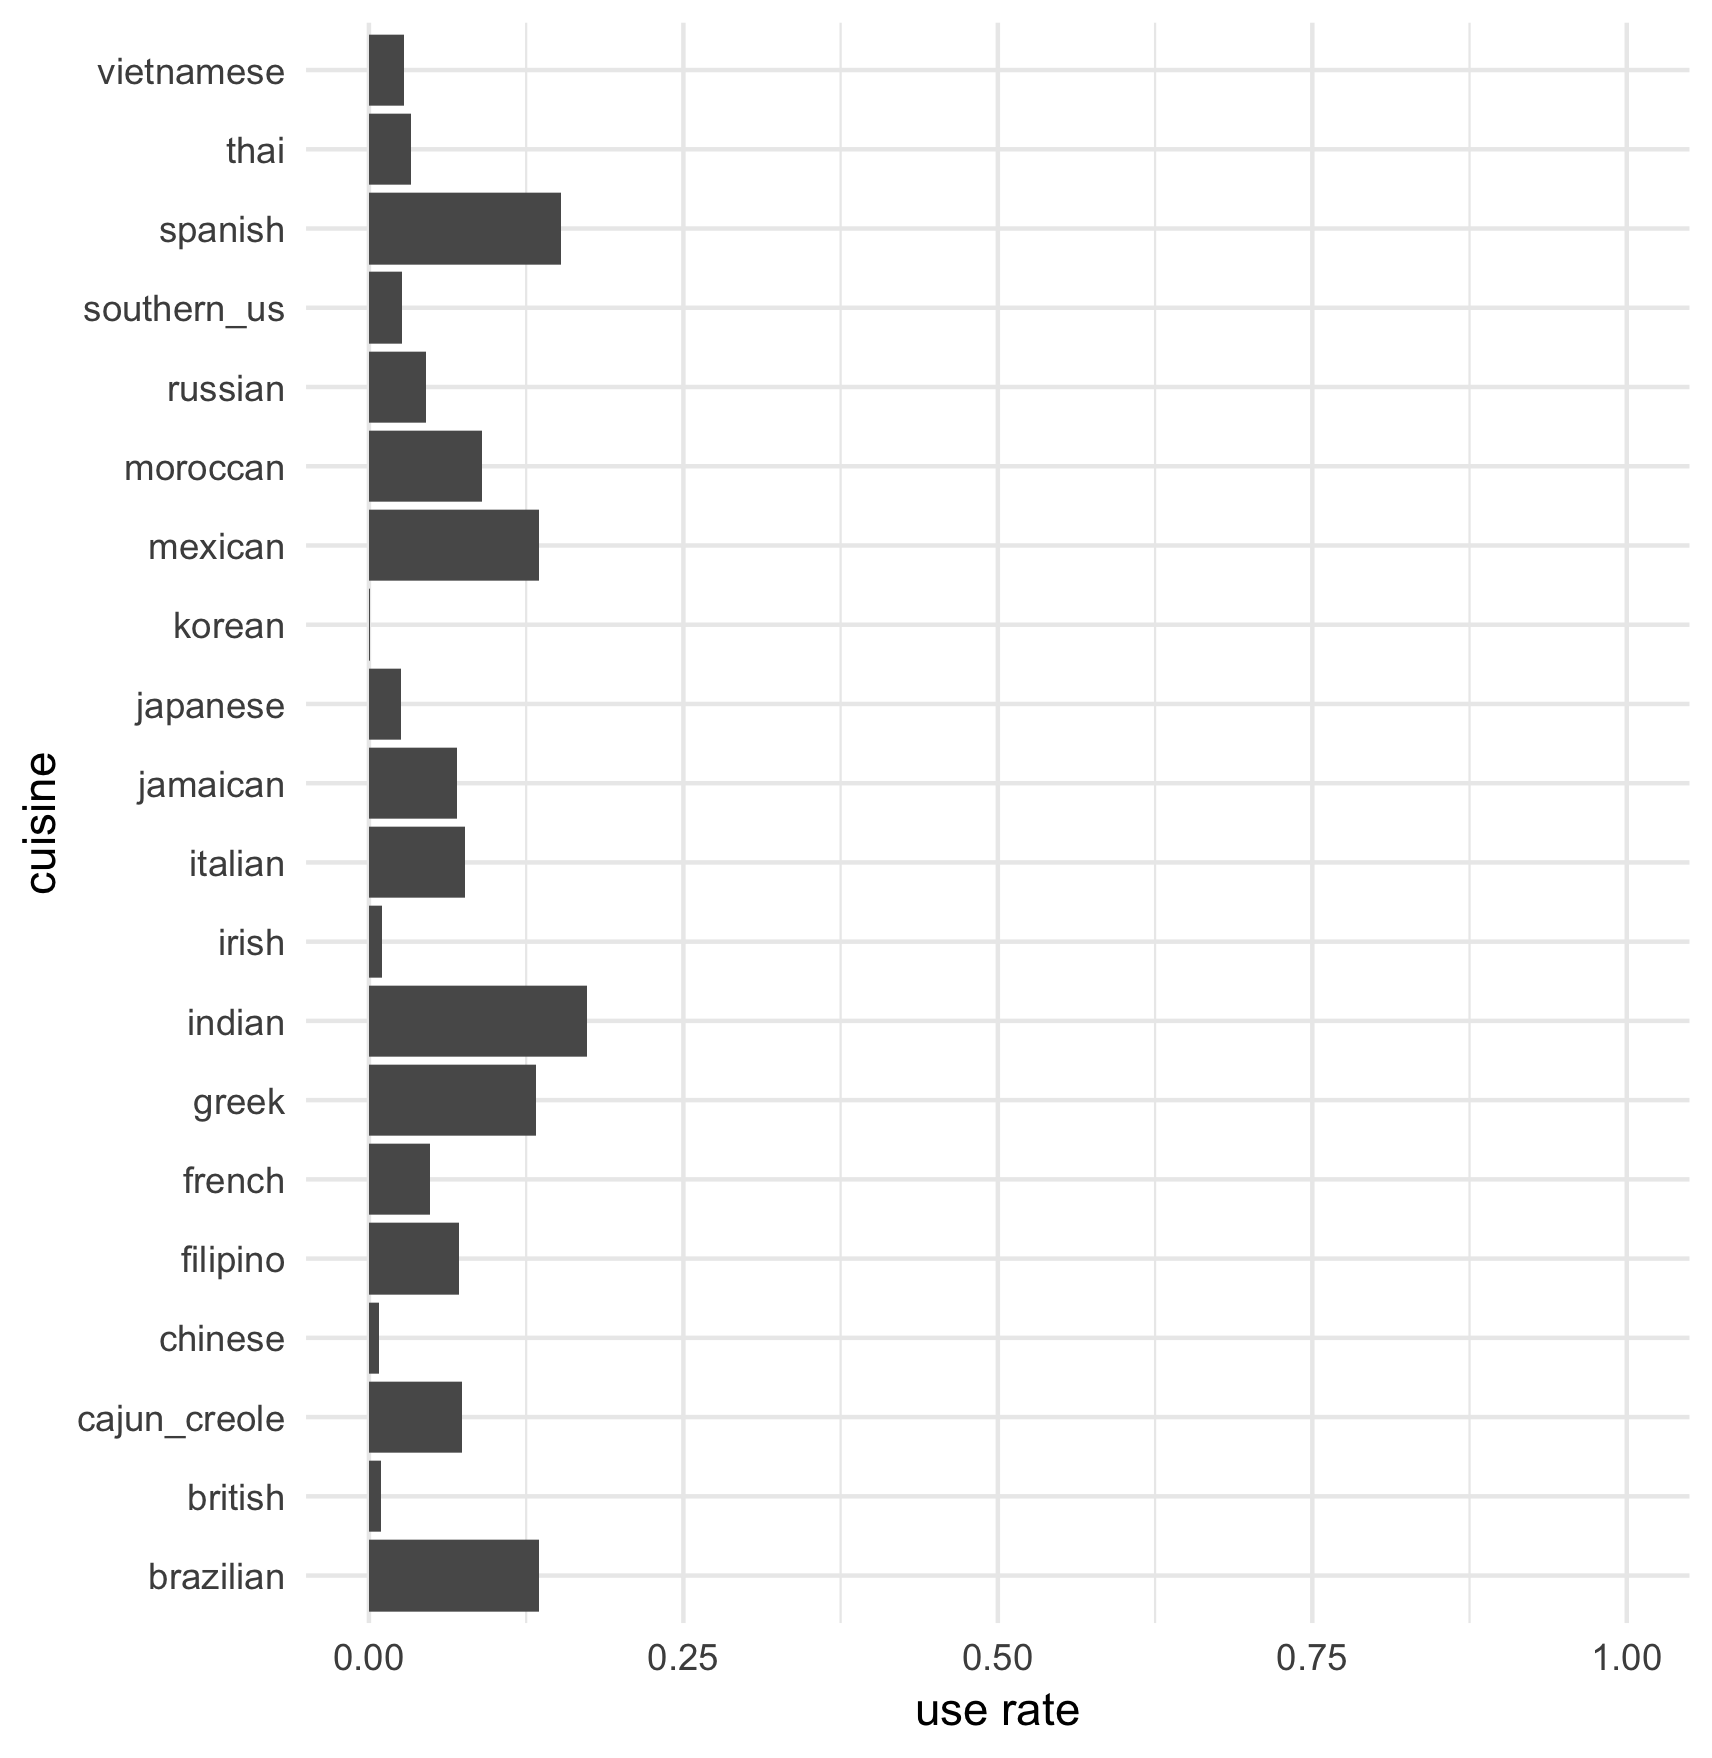 vietnamese
thai
spanish
southern_us
russian
moroccan
mexican
korean
japanese
jamaican
italian
irish
indian
greek
french
filipino
chinese
cajun_creole
british
brazilian
cuisine
0.00 0.25 0.50 0.75 1.00
use rate